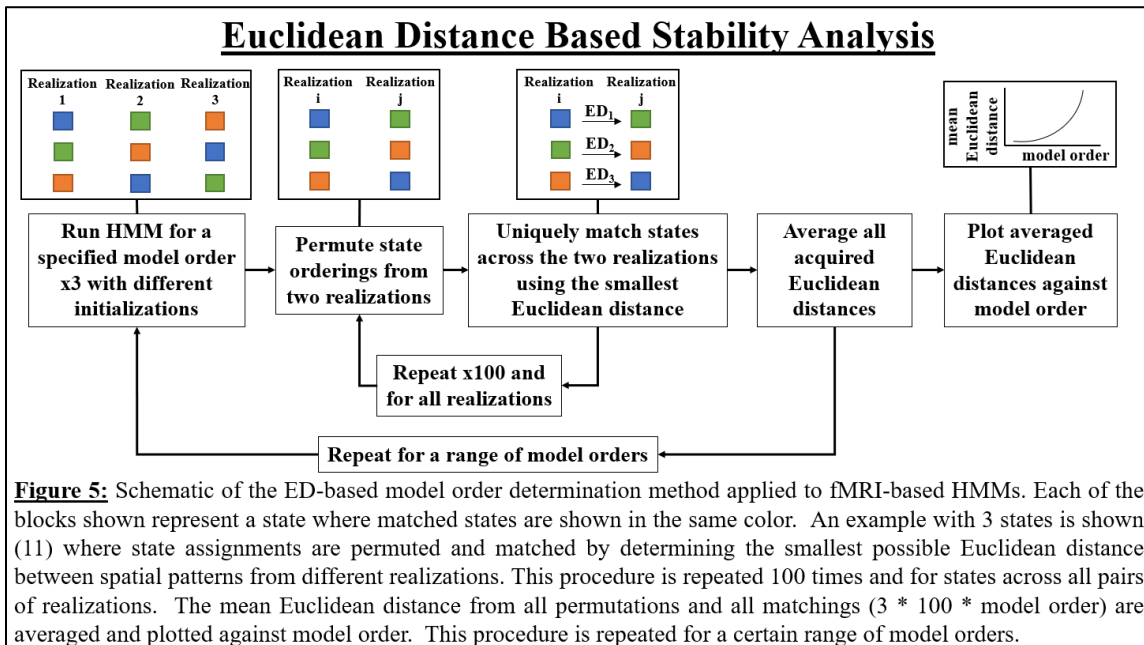 Euclidean Distance Based Stability Analysis
Realization Realization Realization
1 2 3
Realization Realization
i j
Realization Realization
i j
ED1
ED2
ED3
mean
Euclidean
distance
model order
Run HMM for a
specified model order
x3 with different
initializations
Permute state
orderings from
two realizations
Uniquely match states
across the two realizations
using the smallest
Euclidean distance
Average all
acquired
Euclidean
distances
Plot averaged
Euclidean
distances against
model order
Repeat x100 and
for all realizations
Repeat for a range of model orders
Figure 5: Schematic of the ED-based model order determination method applied to fMRI-based HMMs. Each of the
blocks shown represent a state where matched states are shown in the same color. An example with 3 states is shown
(11) where state assignments are permuted and matched by determining the smallest possible Euclidean distance
between spatial patterns from different realizations. This procedure is repeated 100 times and for states across all pairs
of realizations. The mean Euclidean distance from all permutations and all matchings (3 * 100 * model order) are
averaged and plotted against model order. This procedure is repeated for a certain range of model orders.